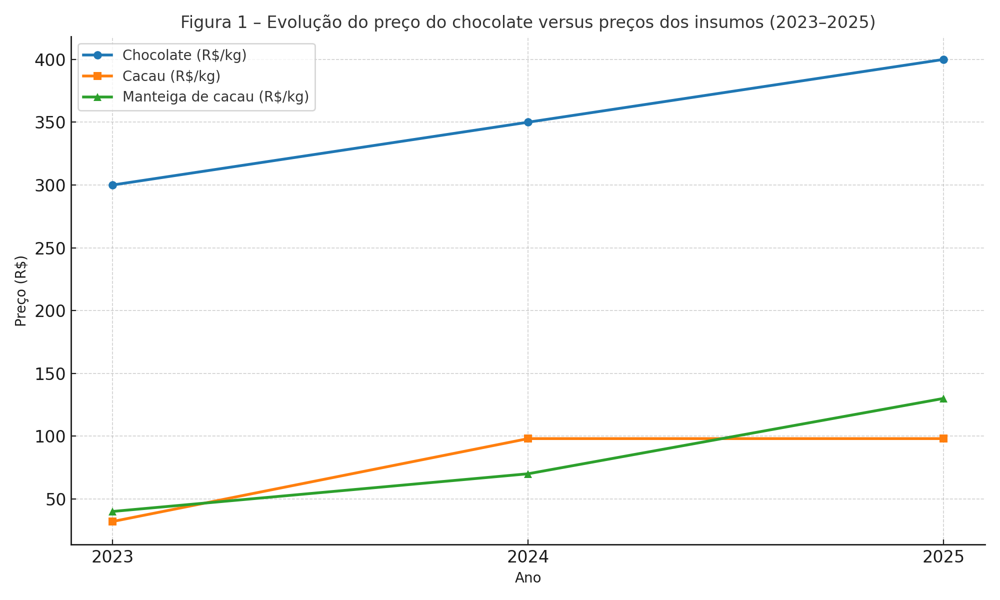 Figura 1 – Evolução do preço do chocolate versus preços dos insumos (2023–2025)
Chocolate (R$/kg)
Cacau (R$/kg)
Manteiga de cacau (R$/kg)
Preço (R$)
400
350
300
250
200
150
100
50
2023 2024 2025
Ano